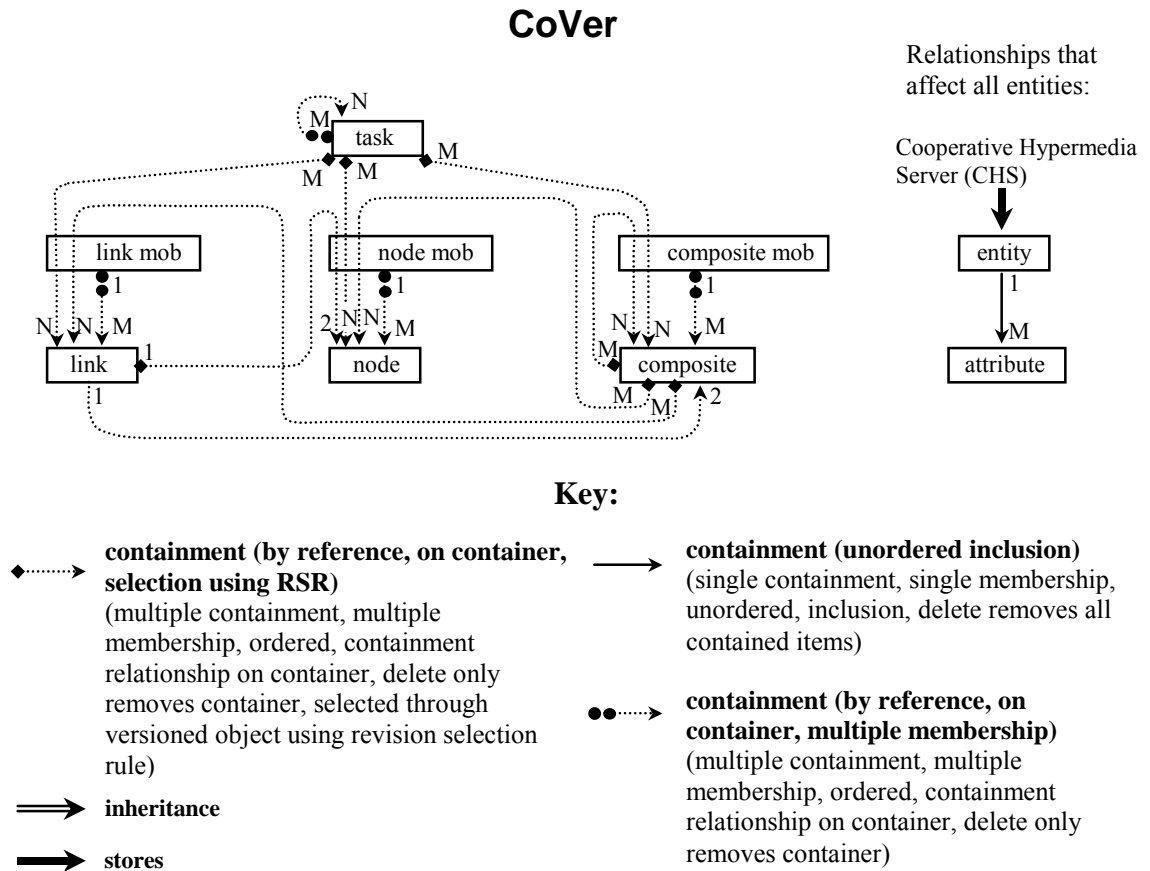 CoVer
Relationships that
affect all entities:
N
M
task
M
M
M
Cooperative Hypermedia
Server (CHS)
link mob
node mob
composite mob
entity
1
1
1
1
N
N
M
2
N
N
M
N
N
M
M
1
M
link
node
composite
attribute
1
M
M
2
Key:
containment (by reference, on container,
selection using RSR)
(multiple containment, multiple
membership, ordered, containment
relationship on container, delete only
removes container, selected through
versioned object using revision selection
rule)
inheritance
stores
containment (unordered inclusion)
(single containment, single membership,
unordered, inclusion, delete removes all
contained items)
containment (by reference, on
container, multiple membership)
(multiple containment, multiple
membership, ordered, containment
relationship on container, delete only
removes container)